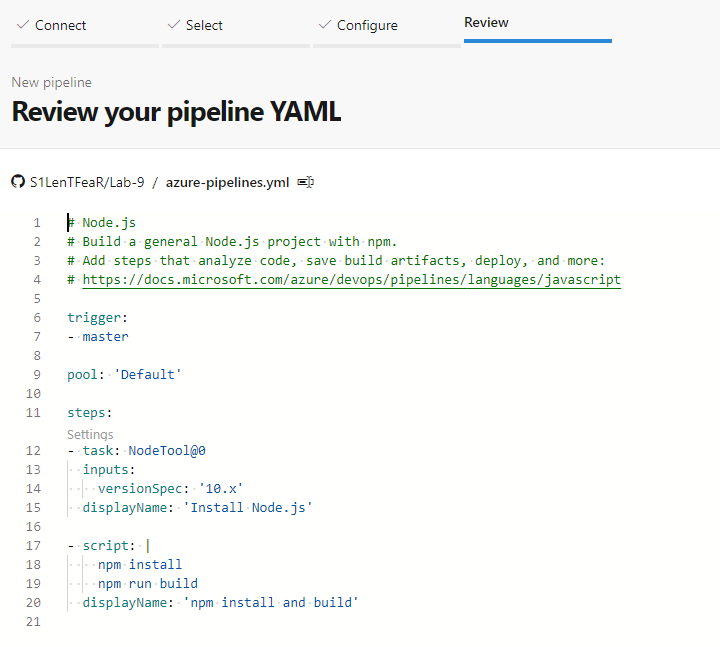 Connect
Select
Configure
Review
New pipeline
Review your pipeline YAML
S1LenTFeaR/Lab-9 / azure-pipelines.yml
1 # Node.js
2 # Build a general Node.js project with npm.
3 # Add steps that analyze code, save build artifacts, deploy, and more:
4 # https://docs.microsoft.com/azure/devops/pipelines/languages/javascript
5
6 trigger:
7 - master
8
9 pool: 'Default'
10
11 steps:
Settings
12 - task: NodeTool@0
13   inputs:
14     versionSpec: '10.x'
15   displayName: 'Install Node.js'
16
17 - script: |
18     npm install
19     npm run build
20   displayName: 'npm install and build'
21